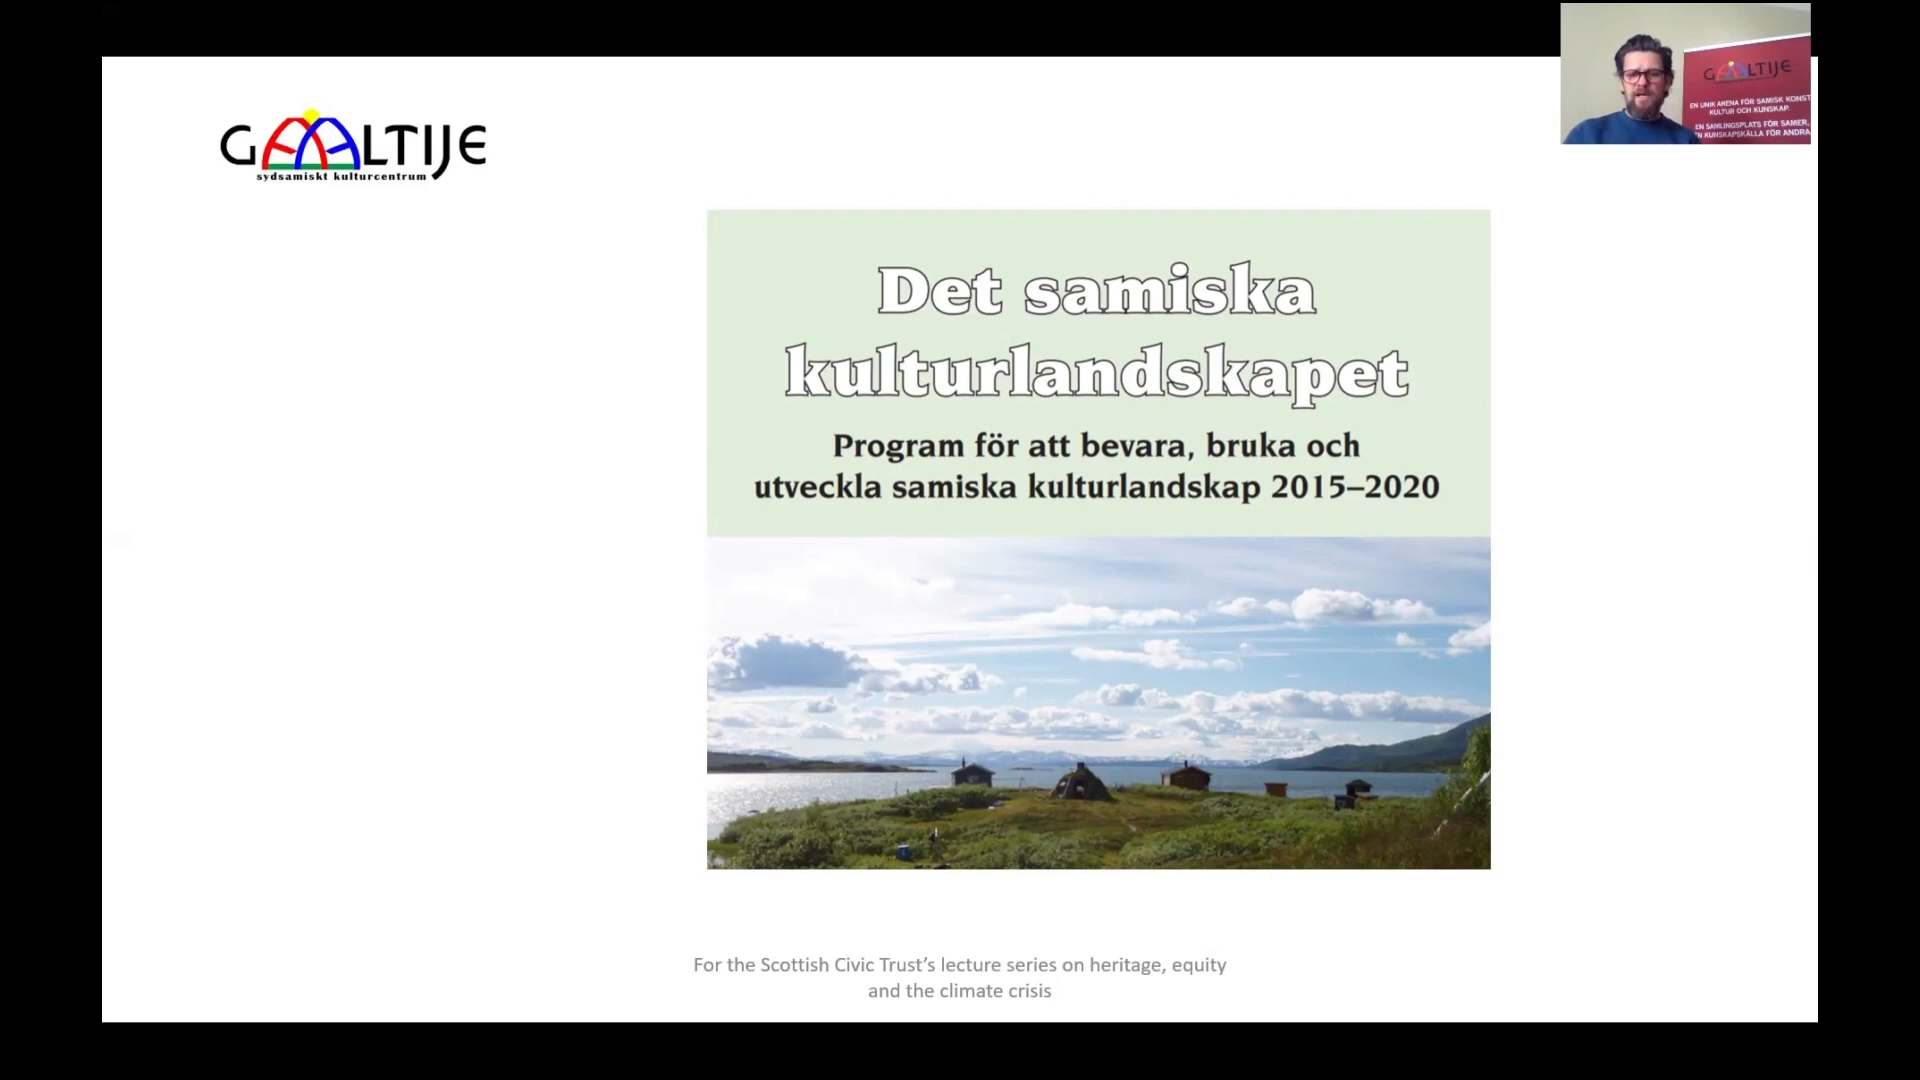 GAALTIJE
sydsamiskt kulturcentrum
GAALTIJE
EN UNIK ARENA FÖR SAMISK KONST
KULTUR OCH KUNSKAP.
EN SAMLINGSPLATS FÖR SAMER,
N KUNSKAPSKÄLLA FÖR ANDRA
Det samiska
kulturlandskapet
Program för att bevara, bruka och
utveckla samiska kulturlandskap 2015–2020
For the Scottish Civic Trust’s lecture series on heritage, equity
and the climate crisis